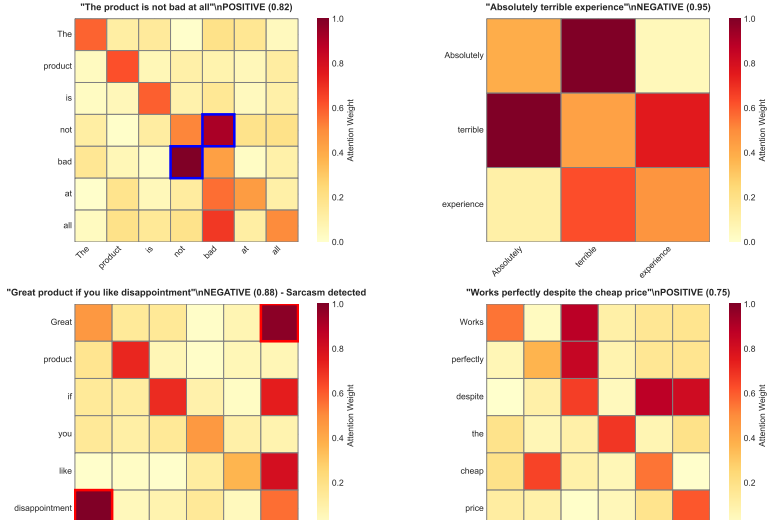 "The product is not bad at all"\nPOSITIVE (0.82)
The
product
is
not
bad
at
all
The
product
is
not
bad
at
all
1.0
0.8
0.6
0.4
0.2
0.0
Attention Weight
"Absolutely terrible experience"\nNEGATIVE (0.95)
Absolutely
terrible
experience
Absolutely
terrible
experience
1.0
0.8
0.6
0.4
0.2
0.0
Attention Weight
"Great product if you like disappointment"\nNEGATIVE (0.88) - Sarcasm detected
Great
product
if
you
like
disappointment
1.0
0.8
0.6
0.4
0.2
Attention Weight
"Works perfectly despite the cheap price"\nPOSITIVE (0.75)
Works
perfectly
despite
the
cheap
price
1.0
0.8
0.6
0.4
0.2
Attention Weight